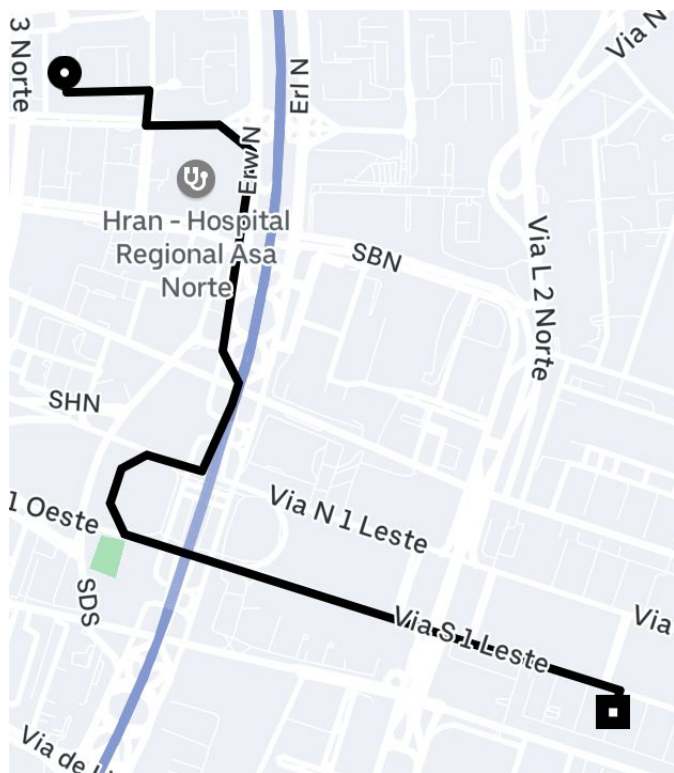 3 Norte
Erl N
Via N
ErwN
Hran - Hospital
Regional Asa
Norte
SBN
Via L 2 Norte
SHN
1 Oeste
Via N 1 Leste
SDS
Via S 1 Leste
Via
Via de